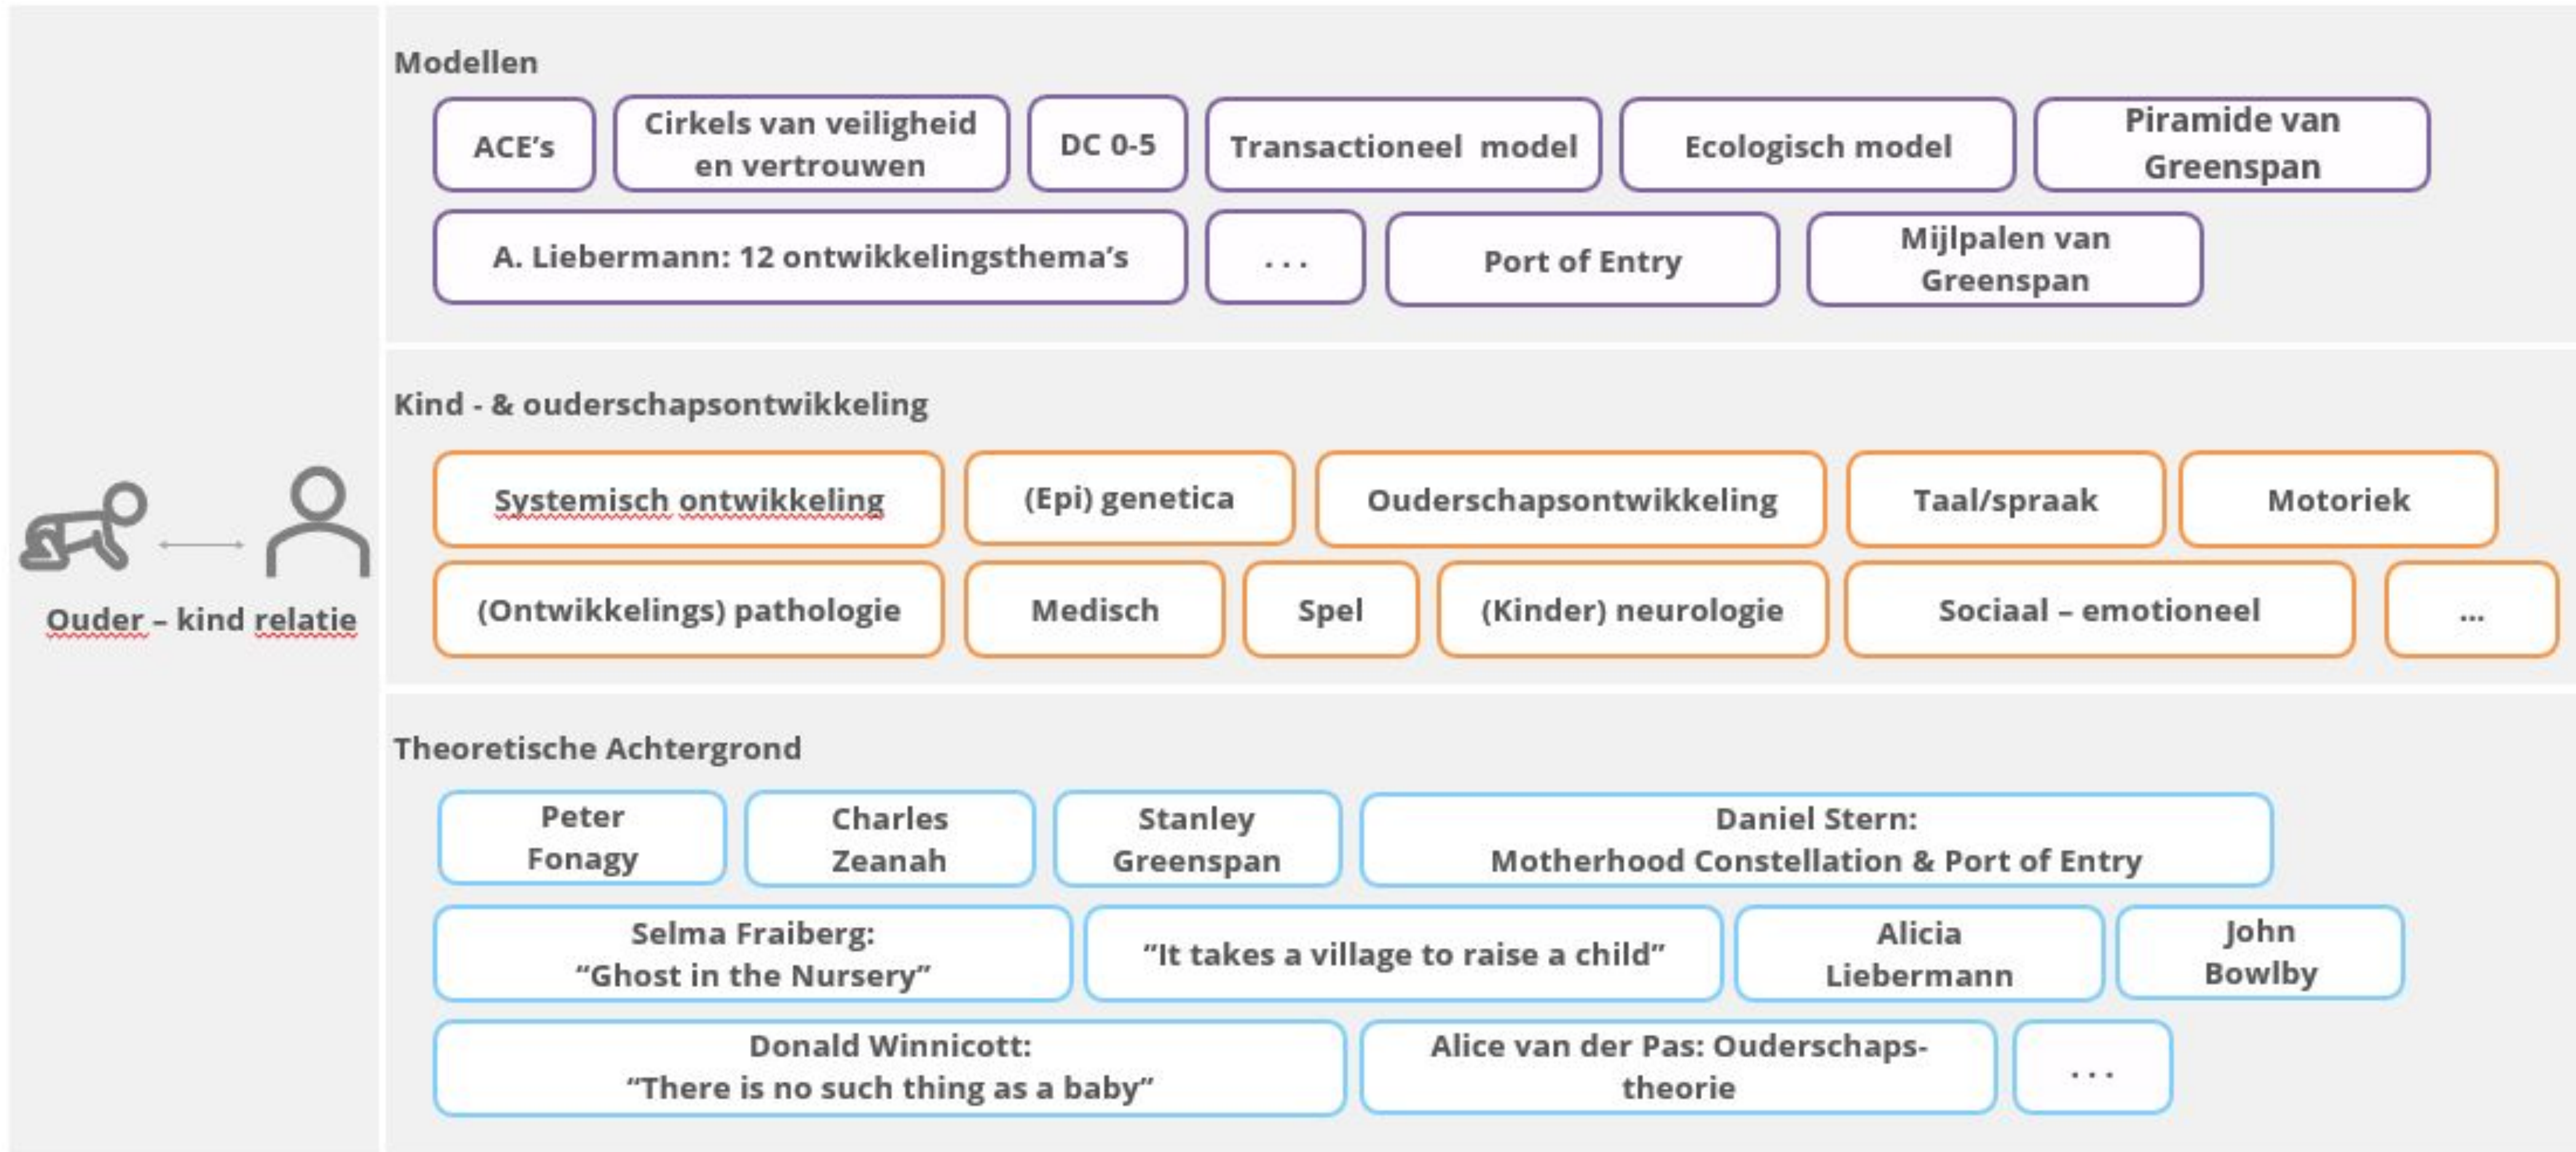 Modellen
ACE’s
Cirkels van veiligheid
en vertrouwen
DC 0-5
Transactioneel  model
Ecologisch model
Piramide van
Greenspan
A. Liebermann: 12 ontwikkelingsthema’s
. . .
Port of Entry
Mijlpalen van
Greenspan
Ouder – kind relatie
Kind - & ouderschapsontwikkeling
Systemisch ontwikkeling
(Epi) genetica
Ouderschapsontwikkeling
Taal/spraak
Motoriek
(Ontwikkelings) pathologie
Medisch
Spel
(Kinder) neurologie
Sociaal – emotioneel
...
Theoretische Achtergrond
Peter
Fonagy
Charles
Zeanah
Stanley
Greenspan
Daniel Stern:
Motherhood Constellation & Port of Entry
Selma Fraiberg:
“Ghost in the Nursery”
“It takes a village to raise a child”
Alicia
Liebermann
John
Bowlby
Donald Winnicott:
“There is no such thing as a baby”
Alice van der Pas: Ouderschaps-
theorie
. . .